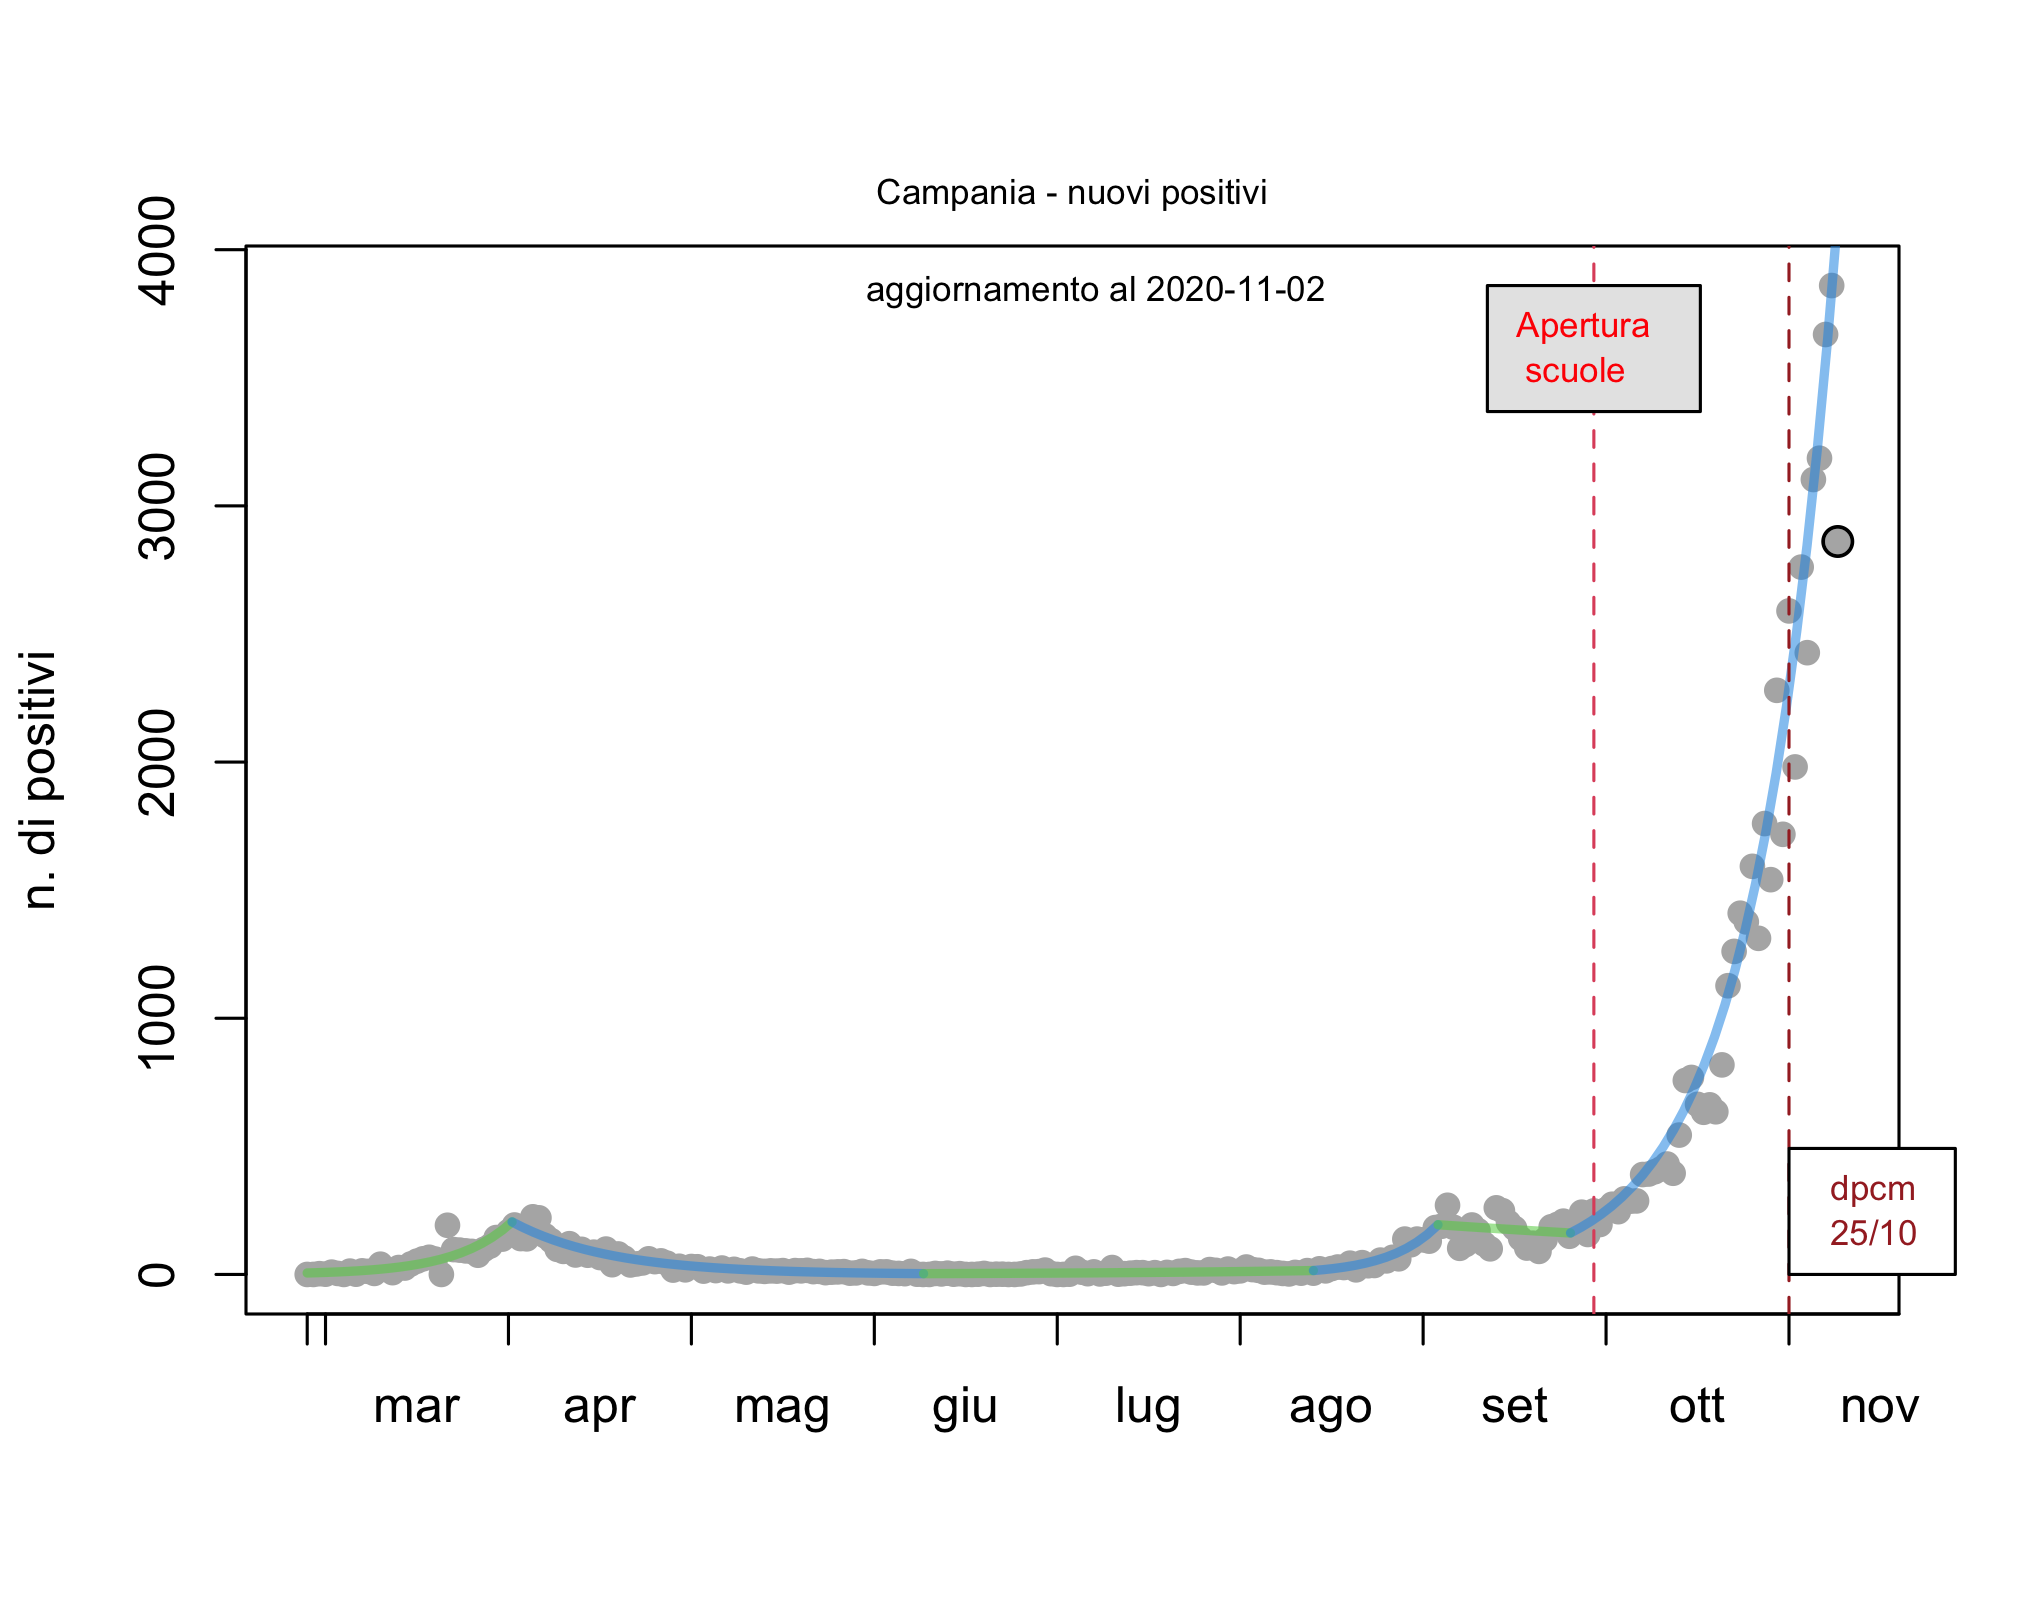 Campania - nuovi positivi
aggiornamento al 2020-11-02
Apertura
scuole
n. di positivi
4000
3000
2000
1000
0
dpcm
25/10
mar apr mag giu lug ago set ott nov